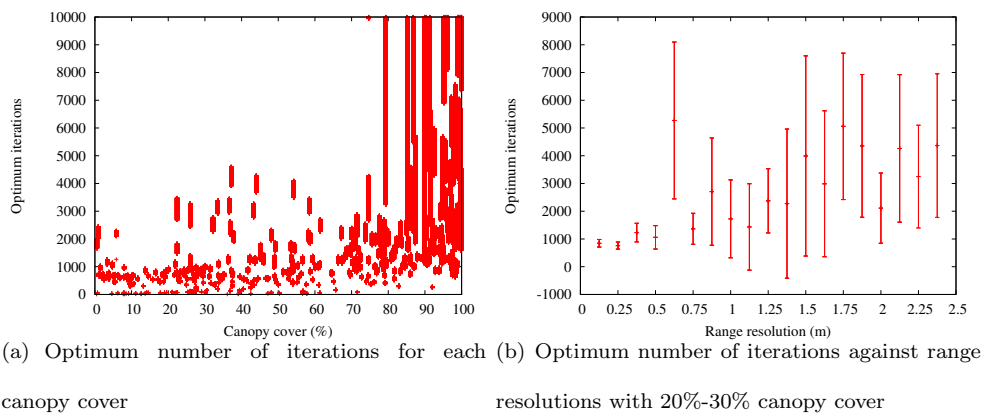 10000
9000
8000
7000
6000
5000
4000
3000
2000
1000
0
Optimum iterations
0 10 20 30 40 50 60 70 80 90 100
Canopy cover (%)
9000
8000
7000
6000
5000
4000
3000
2000
1000
0
-1000
Optimum iterations
0 0.25 0.5 0.75 1 1.25 1.5 1.75 2 2.25 2.5
Range resolution (m)
(a) Optimum number of iterations for each
canopy cover
(b) Optimum number of iterations against range
resolutions with 20%-30% canopy cover